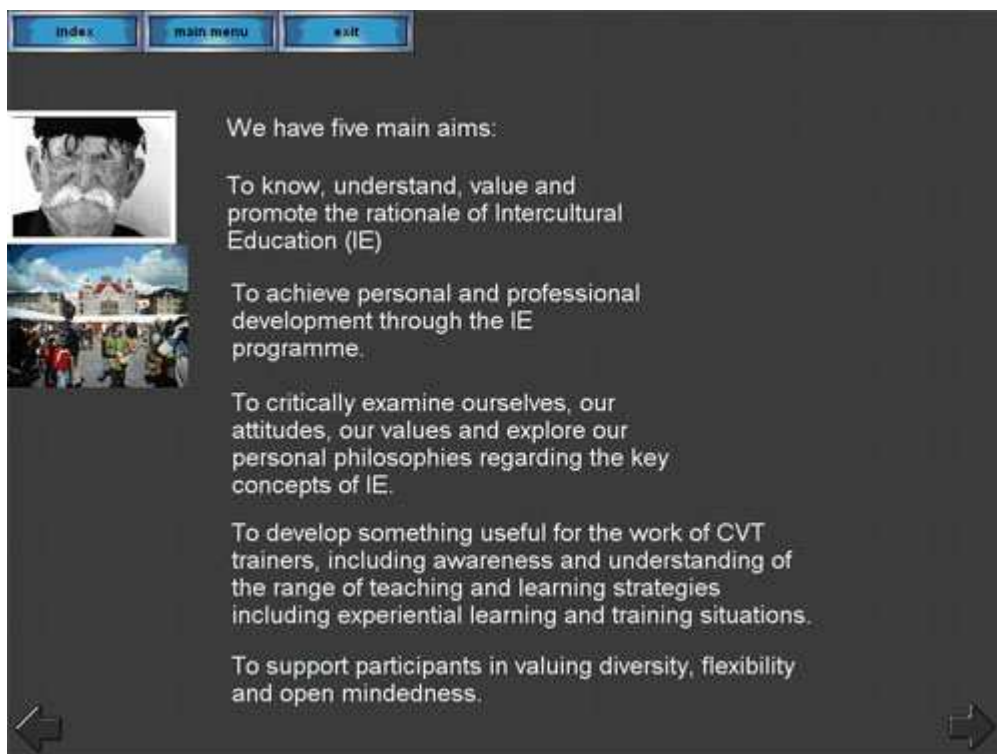 index main menu exit
We have five main aims:
To know, understand, value and
promote the rationale of Intercultural
Education (IE)
To achieve personal and professional
development through the IE
programme.
To critically examine ourselves, our
attitudes, our values and explore our
personal philosophies regarding the key
concepts of IE.
To develop something useful for the work of CVT
trainers, including awareness and understanding of
the range of teaching and learning strategies
including experiential learning and training situations.
To support participants in valuing diversity, flexibility
and open mindedness.